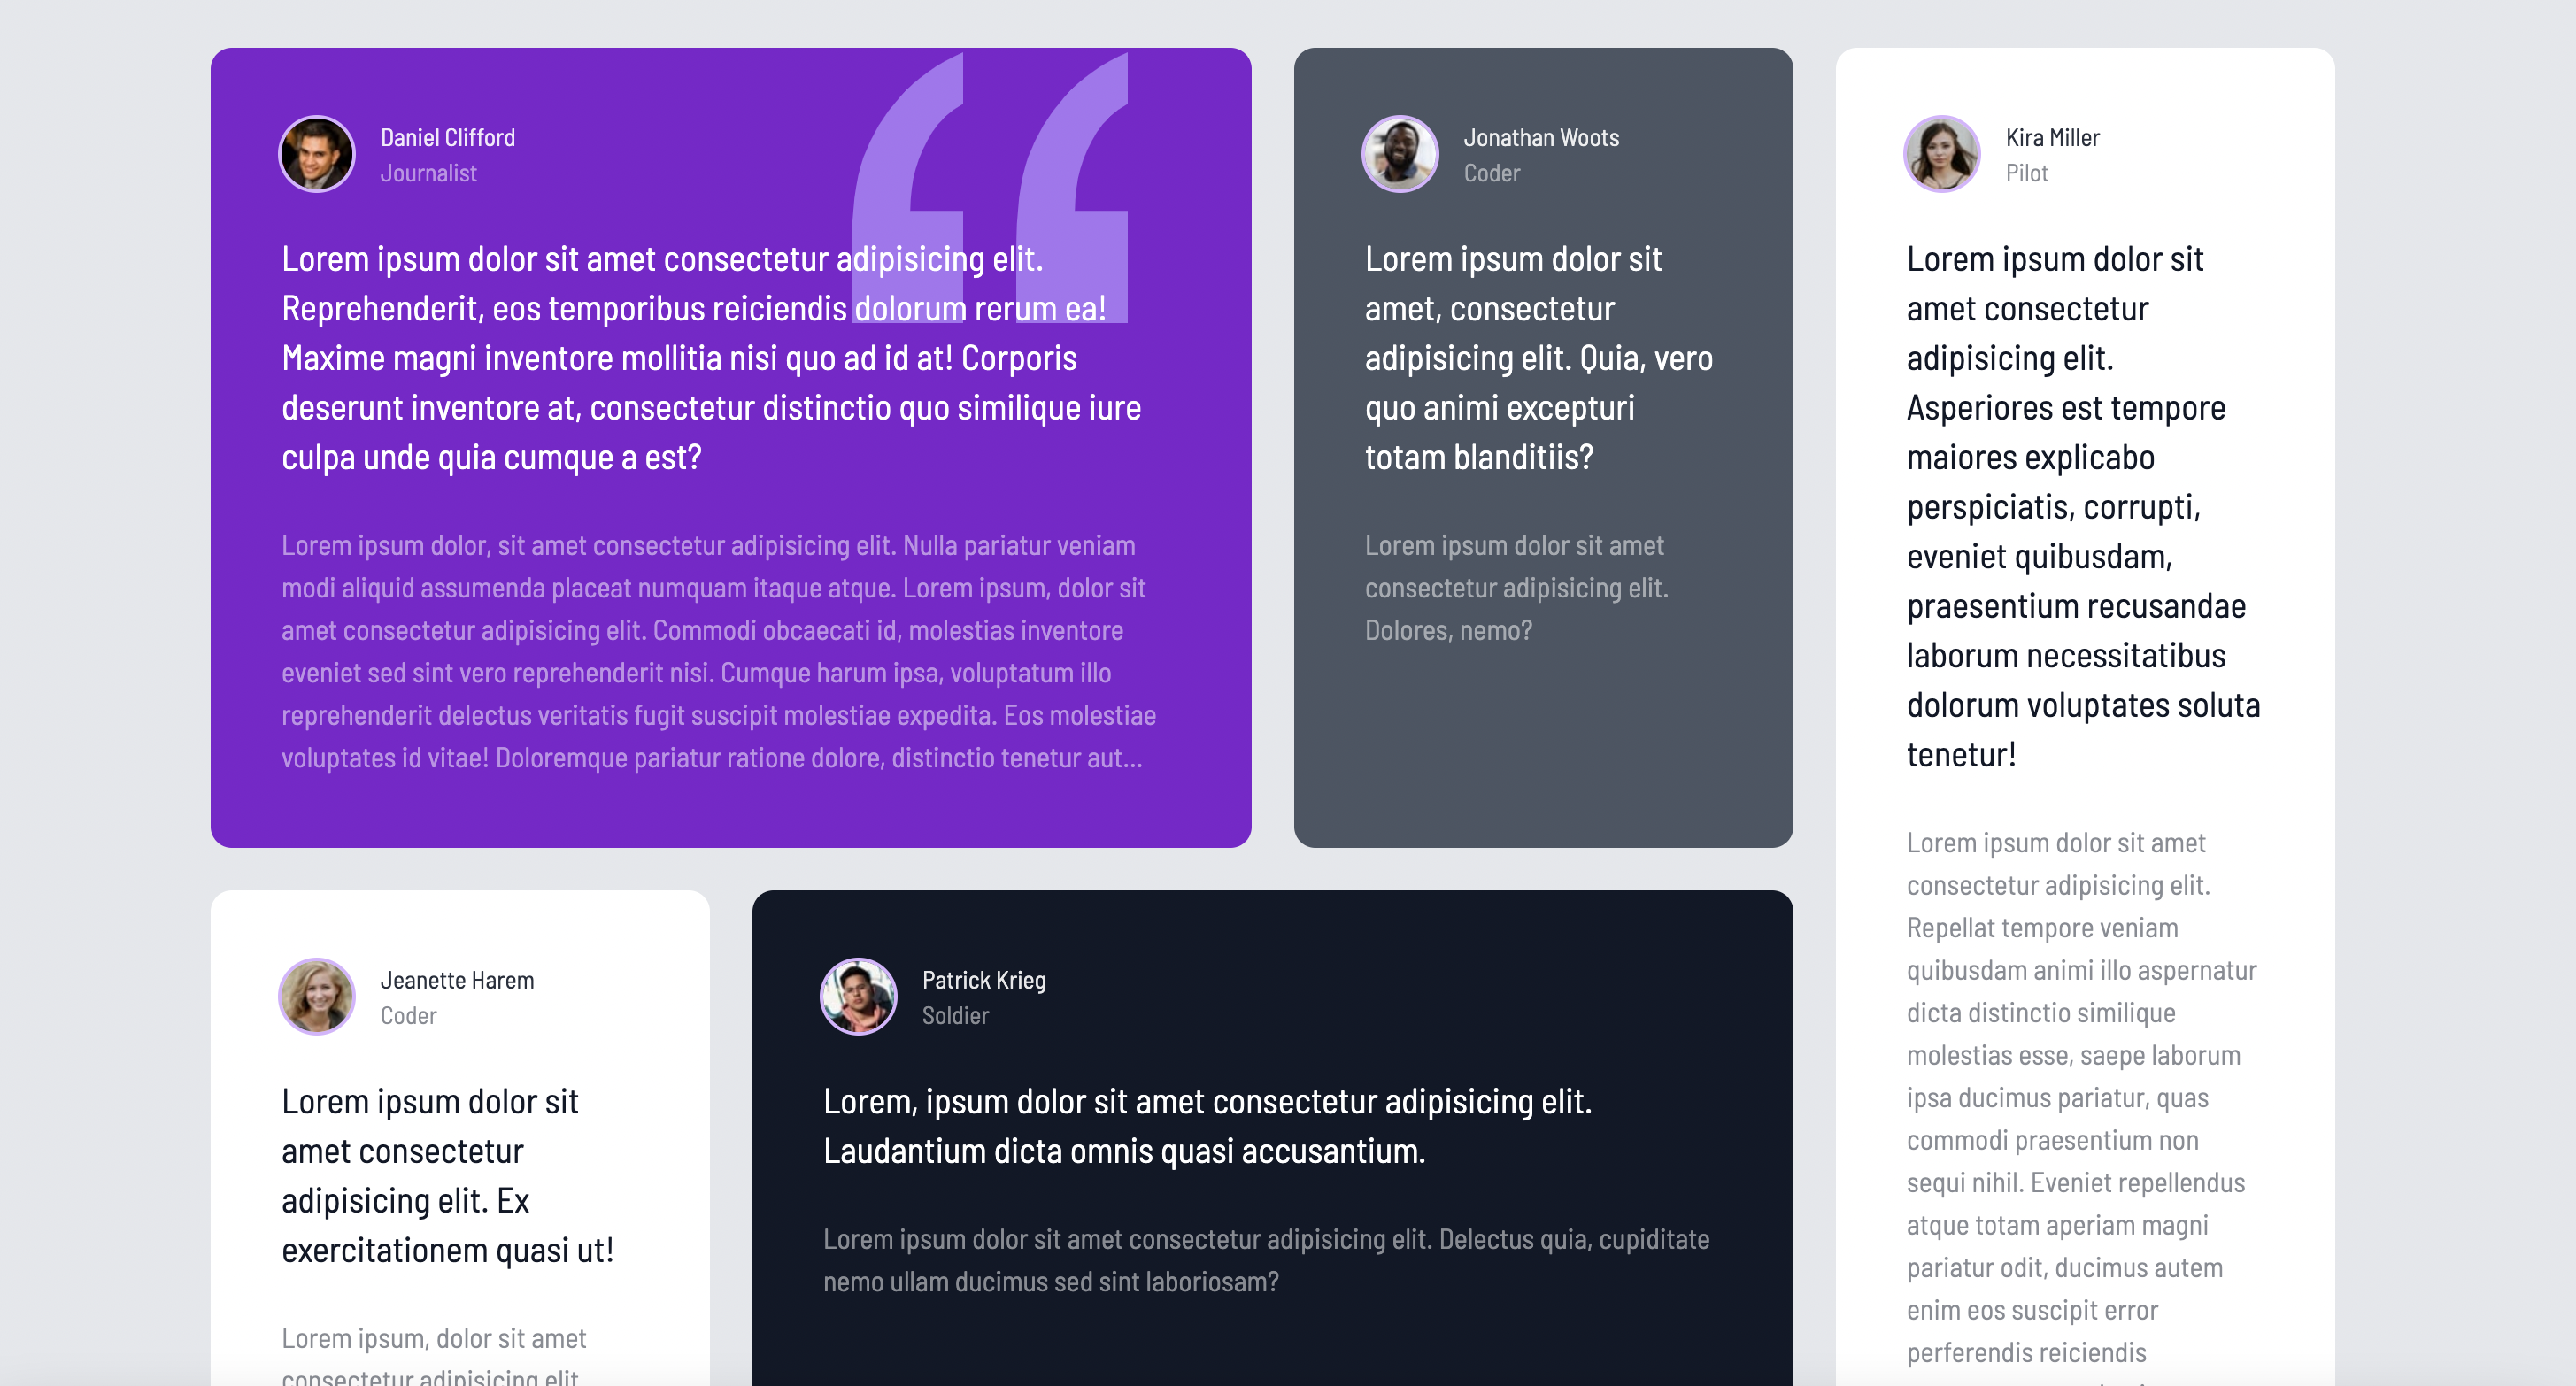 Daniel Clifford
Journalist
Lorem ipsum dolor sit amet consectetur adipisicing elit.
Reprehenderit, eos temporibus reiciendis dolorum rerum ea!
Maxime magni inventore mollitia nisi quo ad id at! Corporis
deserunt inventore at, consectetur distinctio quo similique iure
culpa unde quia cumque a est?
Lorem ipsum dolor, sit amet consectetur adipisicing elit. Nulla pariatur veniam
modi aliquid assumenda placeat numquam itaque atque. Lorem ipsum, dolor sit
amet consectetur adipisicing elit. Commodi obcaecati id, molestias inventore
eveniet sed sint vero reprehenderit nisi. Cumque harum ipsa, voluptatum illo
reprehenderit delectus veritatis fugit suscipit molestiae expedita. Eos molestiae
voluptates id vitae! Doloremque pariatur ratione dolore, distinctio tenetur aut...
Jonathan Woots
Coder
Lorem ipsum dolor sit
amet, consectetur
adipisicing elit. Quia, vero
quo animi excepturi
totam blanditiis?
Lorem ipsum dolor sit amet
consectetur adipisicing elit.
Dolores, nemo?
Kira Miller
Pilot
Lorem ipsum dolor sit
amet consectetur
adipisicing elit.
Asperiores est tempore
maiores explicabo
perspiciatis, corrupti,
eveniet quibusdam,
praesentium recusandae
laborum necessitatibus
dolorum voluptates soluta
tenetur!
Lorem ipsum dolor sit amet
consectetur adipisicing elit.
Repellat tempore veniam
quibusdam animi illo aspernatur
dicta distinctio similique
molestias esse, saepe laborum
ipsa ducimus pariatur, quas
commodi praesentium non
sequi nihil. Eveniet repellendus
atque totam aperiam magni
pariatur odit, ducimus autem
enim eos suscipit error
perferendis reiciendis
Jeanette Harem
Coder
Lorem ipsum dolor sit
amet consectetur
adipisicing elit. Ex
exercitationem quasi ut!
Lorem ipsum, dolor sit amet
consectetur adipisicing elit
Patrick Krieg
Soldier
Lorem, ipsum dolor sit amet consectetur adipisicing elit.
Laudantium dicta omnis quasi accusantium.
Lorem ipsum dolor sit amet consectetur adipisicing elit. Delectus quia, cupiditate
nemo ullam ducimus sed sint laboriosam?